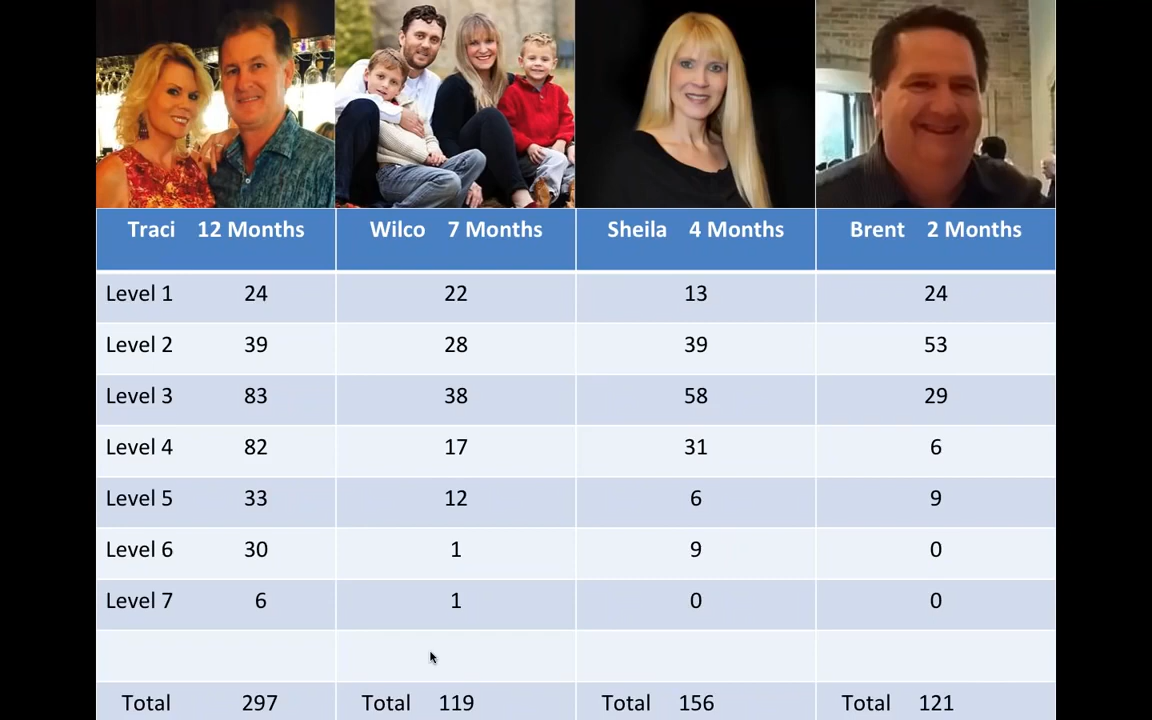 Traci 12 Months Wilco 7 Months Sheila 4 Months Brent 2 Months
Level 1 24 22 13 24
Level 2 39 28 39 53
Level 3 83 38 58 29
Level 4 82 17 31 6
Level 5 33 12 6 9
Level 6 30 1 9 0
Level 7 6 1 0 0
Total 297 Total 119 Total 156 Total 121